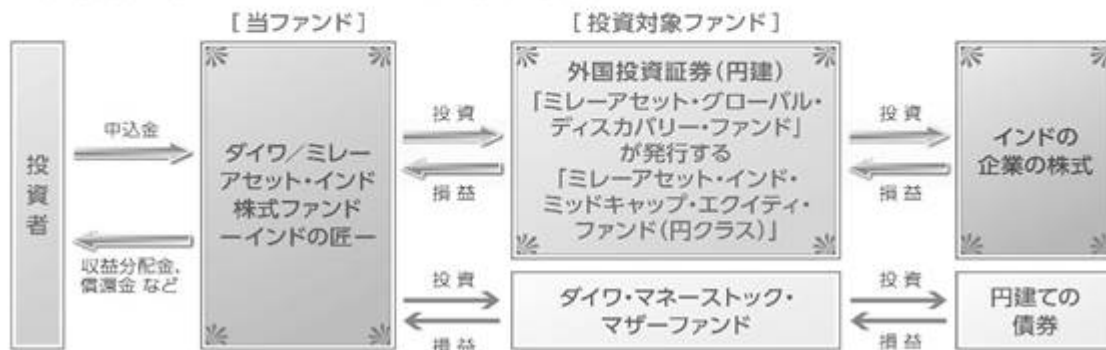 [当ファンド]
[投資対象ファンド]
投資者
申込金
収益分配金、
償還金 など
ダイワ／ミレー
アセット・インド
株式ファンド
－インドの匠－
投資
損益
外国投資証券（円建）
「ミレーアセット・グローバル・
ディスカバリー・ファンド」
が発行する
「ミレーアセット・インド・
ミッドキャップ・エクイティ・
ファンド（円クラス）」
投資
損益
インドの
企業の株式
投資
損益
ダイワ・マネーストック・
マザーファンド
投資
損益
円建ての
債券